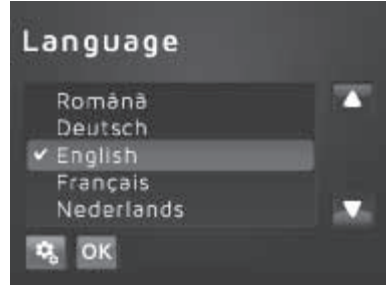 Language
Română
Deutsch
English
Français
Nederlands
OK